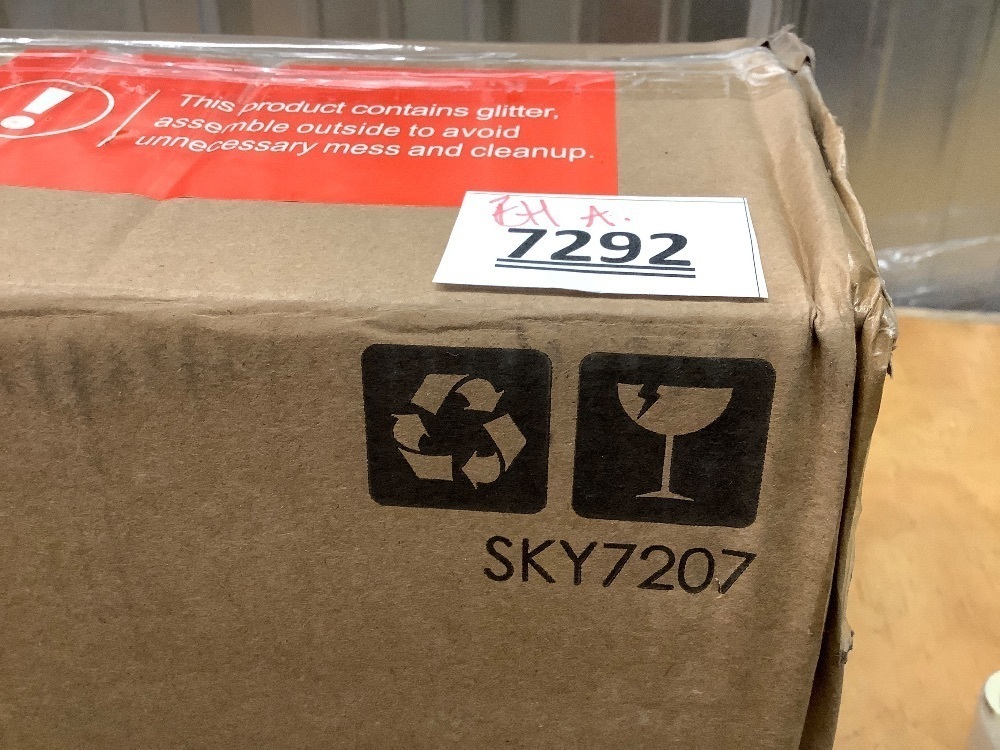 This product contains glitter,
assemble outside to avoid
unnecessary mess and cleanup.
A.
7292
SKY7207